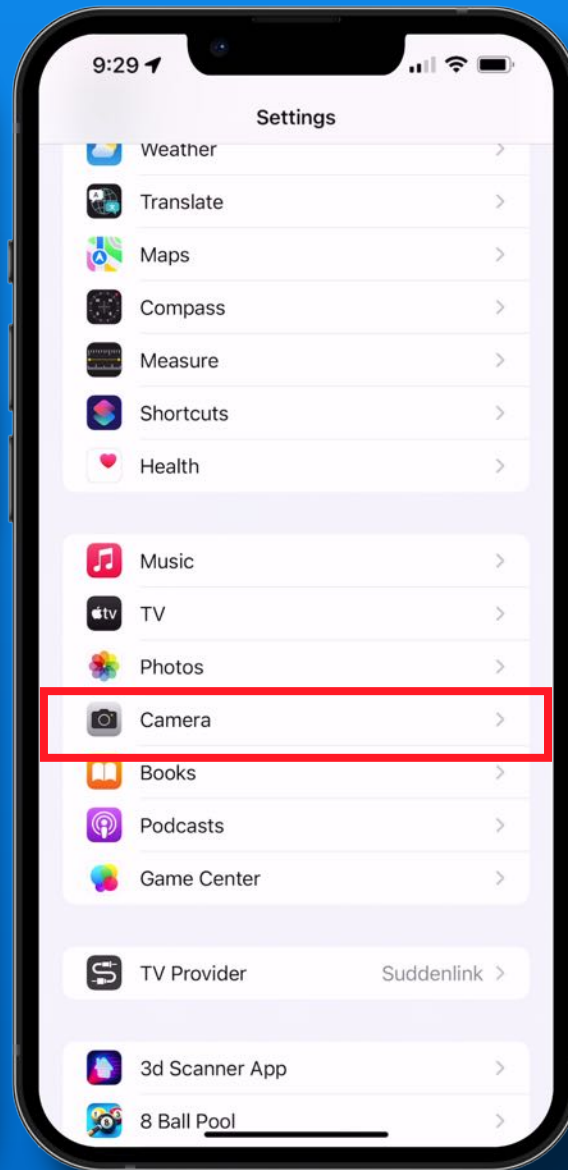 9:29
Settings
Weather
Translate
Maps
Compass
Measure
Shortcuts
Health
Music
tv TV
Photos
Camera
Books
Podcasts
Game Center
TV Provider Suddenlink
3d Scanner App
8 Ball Pool